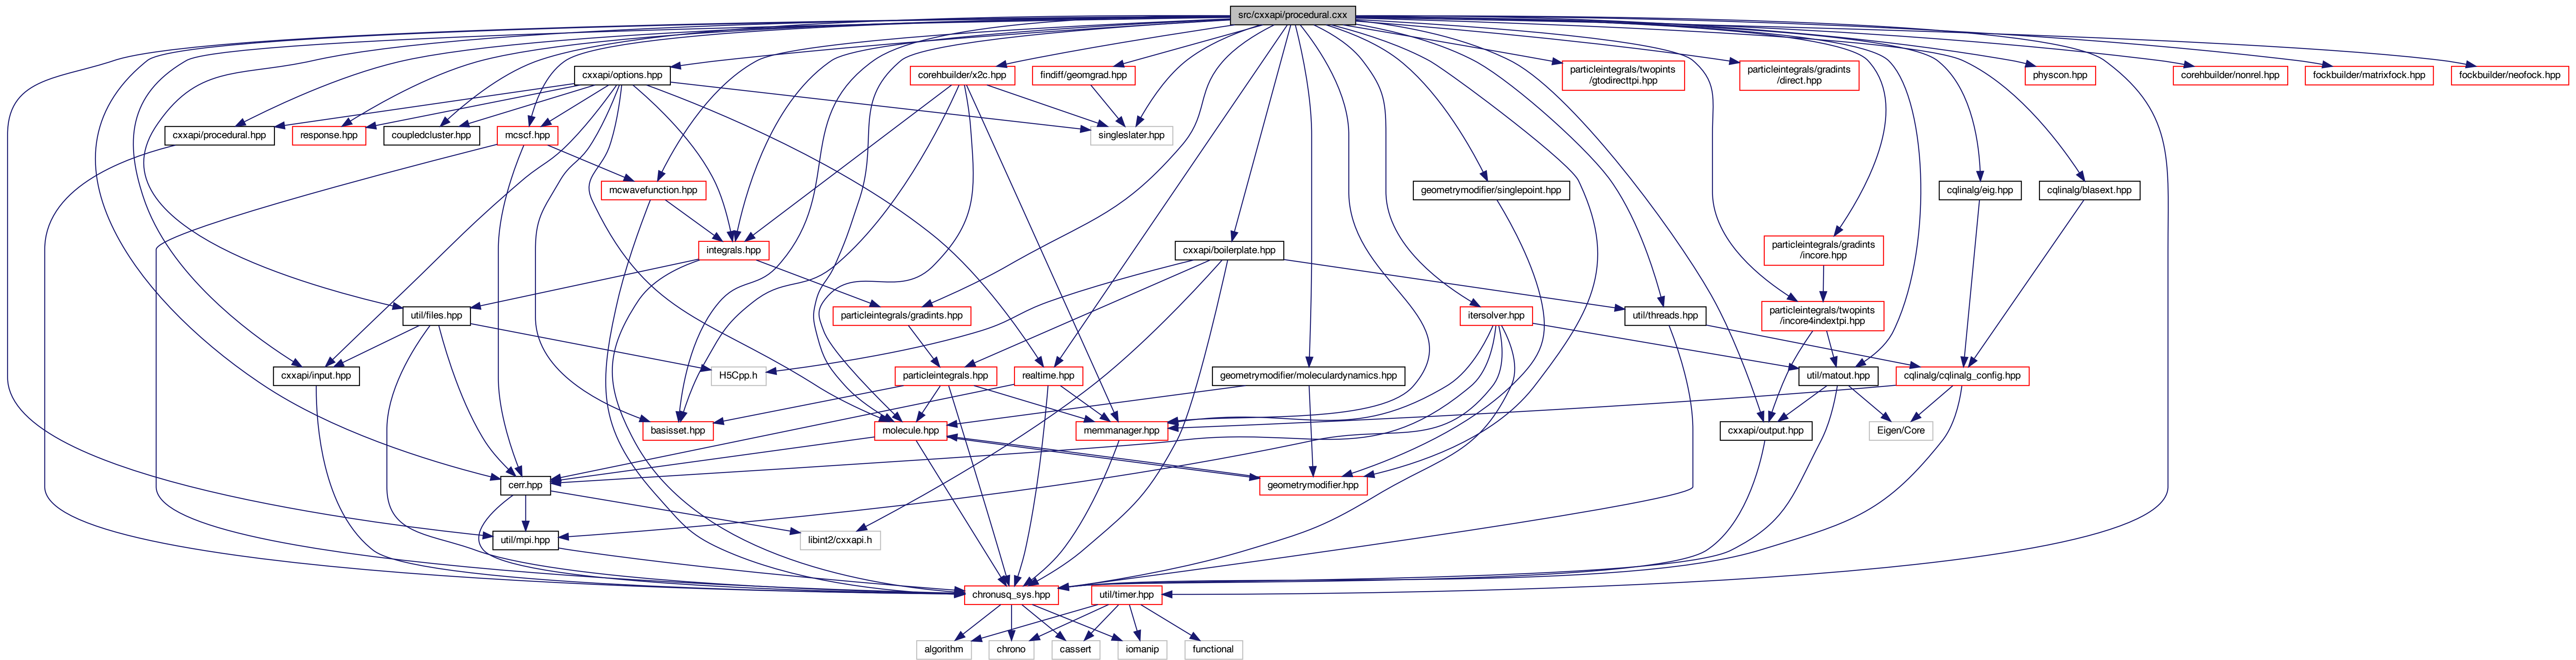 src/cxxapi/procedural.cxx
cxxapi/options.hpp
corehbuilder/x2c.hpp
findiff/geomgrad.hpp
particleintegrals/twopints
/gtodirecttpi.hpp
particleintegrals/gradints
/direct.hpp
physcon.hpp
corehbuilder/nonrel.hpp
fockbuilder/matrixfock.hpp
fockbuilder/neofock.hpp
cxxapi/procedural.hpp
response.hpp
coupledcluster.hpp
mcscf.hpp
singleslater.hpp
mcwavefunction.hpp
geometrymodifier/singlepoint.hpp
cqlinalg/eig.hpp
cqlinalg/blasext.hpp
integrals.hpp
cxxapi/boilerplate.hpp
particleintegrals/gradints
/incore.hpp
util/files.hpp
particleintegrals/gradints.hpp
itersolver.hpp
util/threads.hpp
particleintegrals/twopints
/incore4indextpi.hpp
cxxapi/input.hpp
H5Cpp.h
particleintegrals.hpp
realtime.hpp
geometrymodifier/moleculardynamics.hpp
util/matout.hpp
cqlinalg/cqlinalg_config.hpp
basisset.hpp
molecule.hpp
memmanager.hpp
cxxapi/output.hpp
Eigen/Core
cerr.hpp
geometrymodifier.hpp
util/mpi.hpp
libint2/cxxapi.h
chronusq_sys.hpp
util/timer.hpp
algorithm
chrono
cassert
iomanip
functional